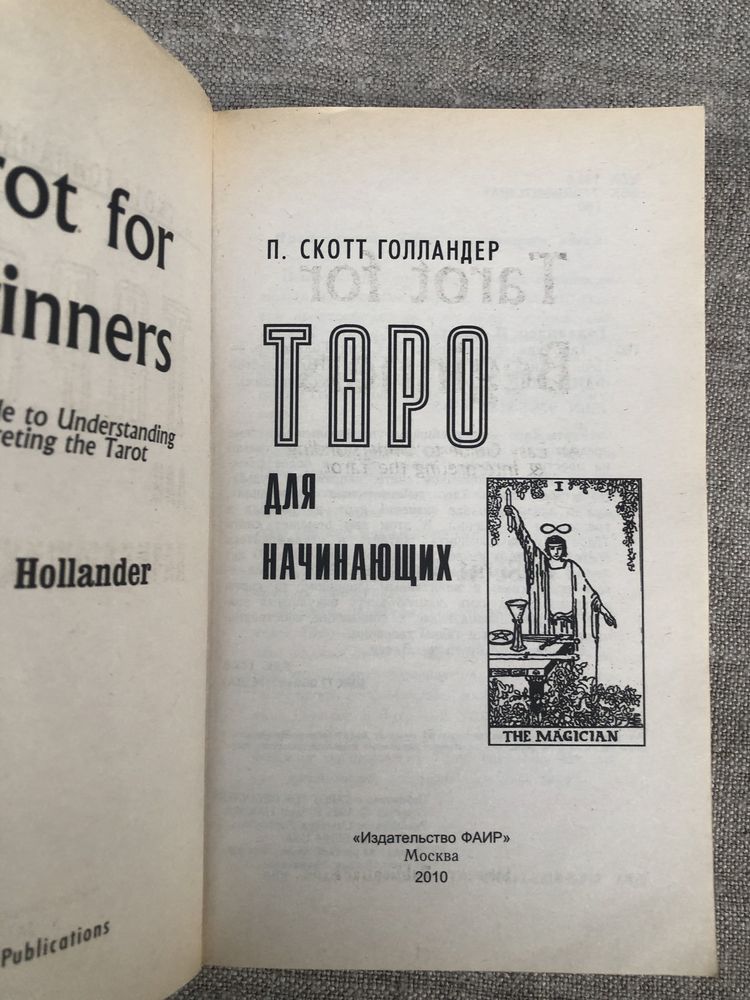 rot for
inners
le to Understanding
reting the Tarot
Hollander
Publications
П. СКОТТ ГОЛЛАНДЕР
ТАРО
ДЛЯ
НАЧИНАЮЩИХ
I
THE MAGICIAN
«Издательство ФАИР»
Москва
2010